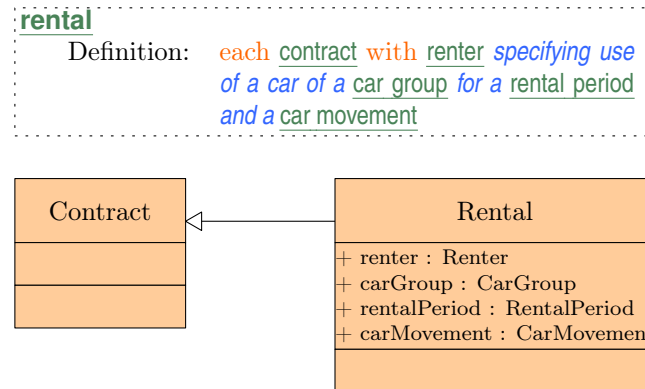 rental
Definition: each contract with renter specifying use
of a car of a car group for a rental period
and a car movement
Contract
Rental
+ renter : Renter
+ carGroup : CarGroup
+ rentalPeriod : RentalPeriod
+ carMovement : CarMovemen